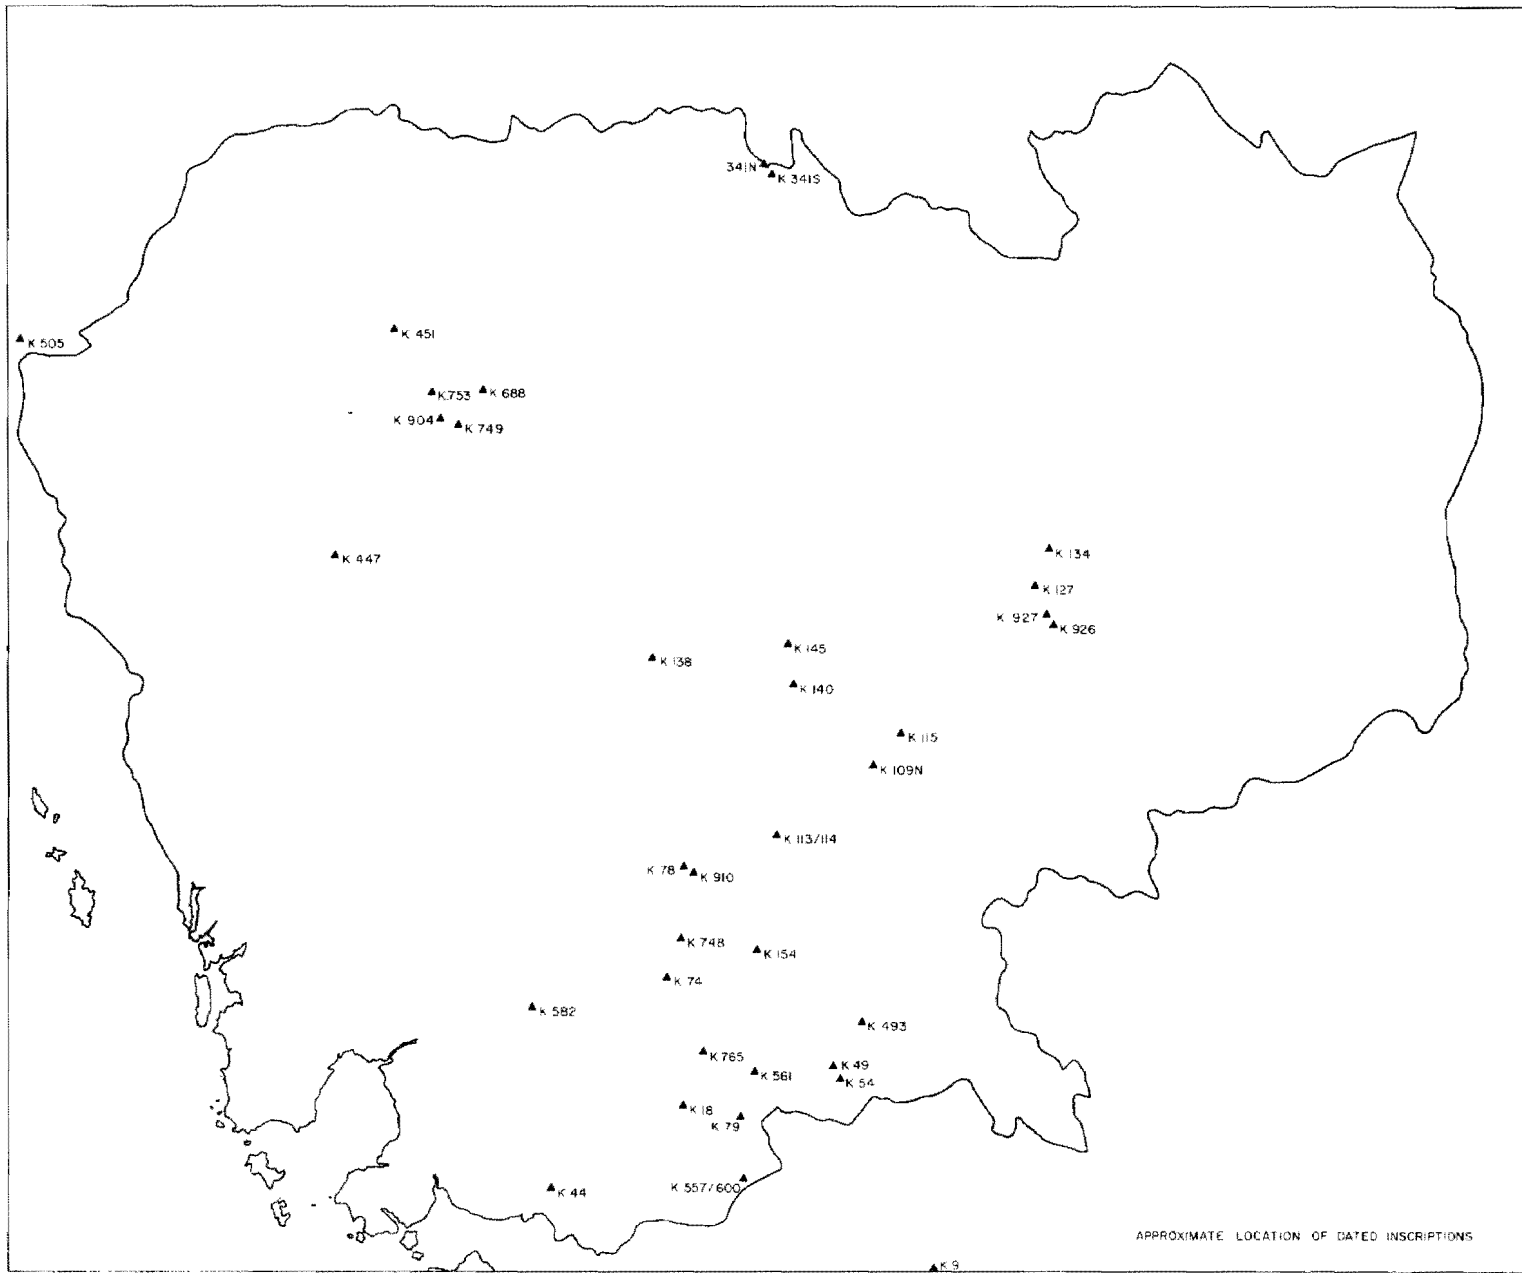 341N
K 341S
K 505
K 451
K 753
K 688
K 904
K 749
K 447
K 134
K 127
K 927
K 926
K 145
K 138
K 140
K 115
K 109N
K 113/114
K 78
K 910
K 748
K 154
K 74
K 582
K 493
K 765
K 49
K 561
K 54
K 18
K 79
K 557/600
K 44
APPROXIMATE LOCATION OF DATED INSCRIPTIONS
K 9